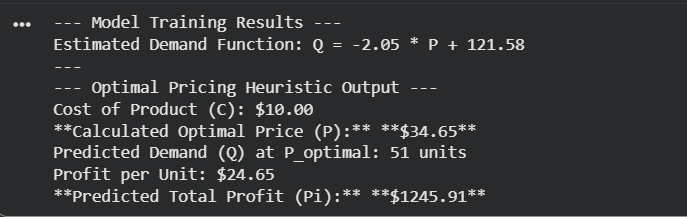 --- Model Training Results ---
Estimated Demand Function: Q = -2.05 * P + 121.58
---
--- Optimal Pricing Heuristic Output ---
Cost of Product (C): $10.00
**Calculated Optimal Price (P):** **$34.65**
Predicted Demand (Q) at P_optimal: 51 units
Profit per Unit: $24.65
**Predicted Total Profit (Pi):** **$1245.91**